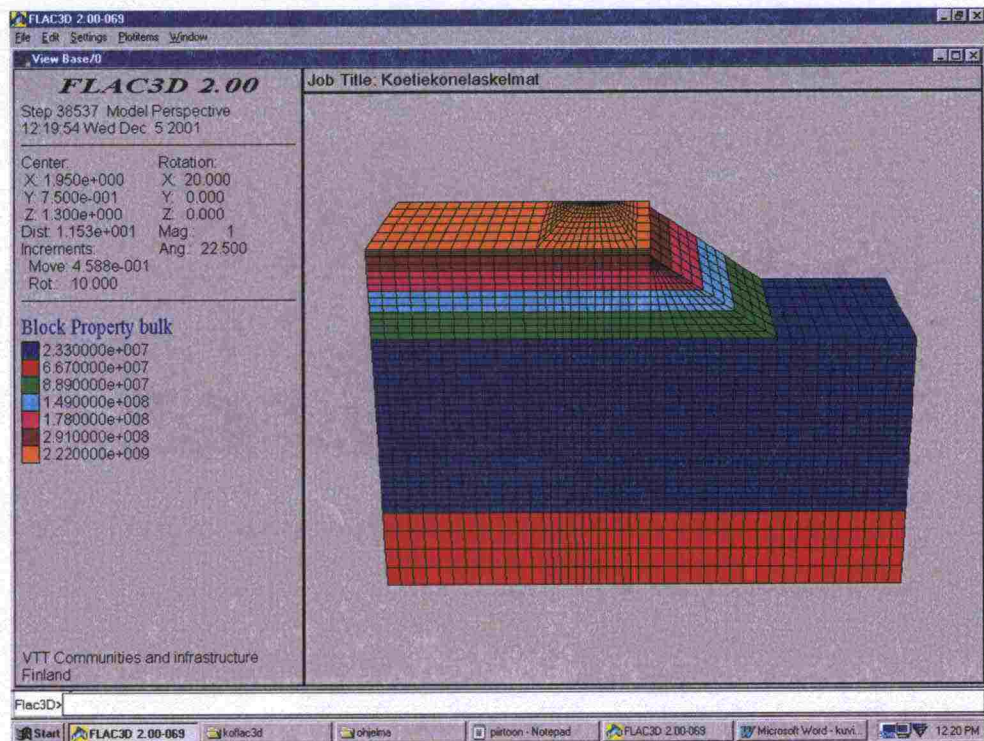 FLAC3D 2.00-069
File Edit Settings Plotitems Window
View Base/0
FLAC3D 2.00
Step 38537 Model Perspective
12:19:54 Wed Dec 5 2001
Center: Rotation:
X: 1.950e+000 X: 20.000
Y: 7.500e-001 Y: 0.000
Z: 1.300e+000 Z: 0.000
Dist: 1.153e+001 Mag.: 1
Increments: Ang.: 22.500
Move: 4.588e-001
Rot.: 10.000
Block Property bulk
2.330000e+007
6.670000e+007
8.890000e+007
1.490000e+008
1.780000e+008
2.910000e+008
2.220000e+009
VTT Communities and infrastructure
Finland
Job Title: Koetiekonelaskelmat
Flac3D>
Start FLAC3D 2.00-069 koflac3d ohjelma piirtoon - Notepad FLAC3D 2.00-069 Microsoft Word - kuvi... 12:20 PM